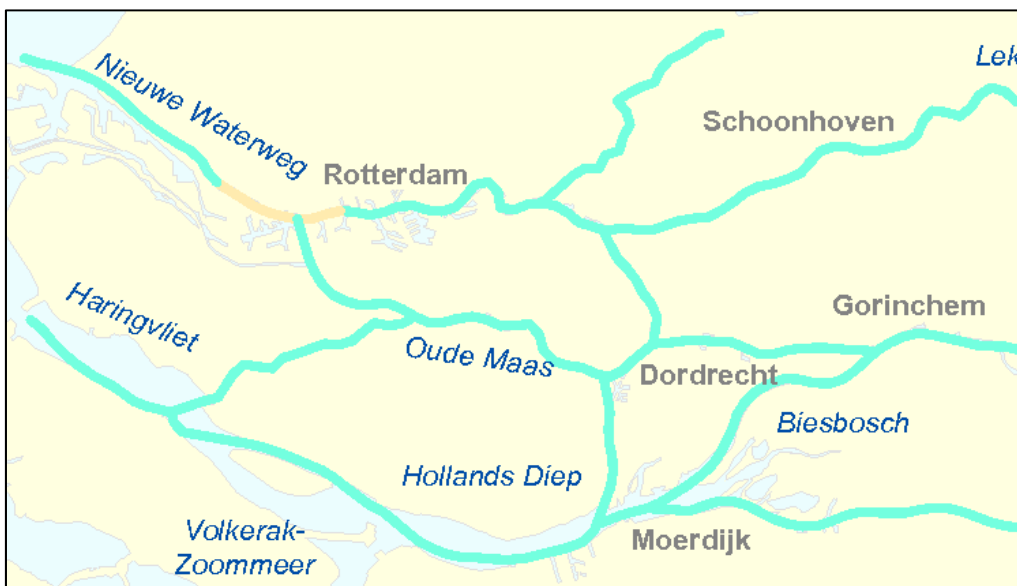 Nieuwe Waterweg
Lek
Schoonhoven
Rotterdam
Haringvliet
Gorinchem
Oude Maas
Dordrecht
Biesbosch
Hollands Diep
Volkerak-
Zoommeer
Moerdijk